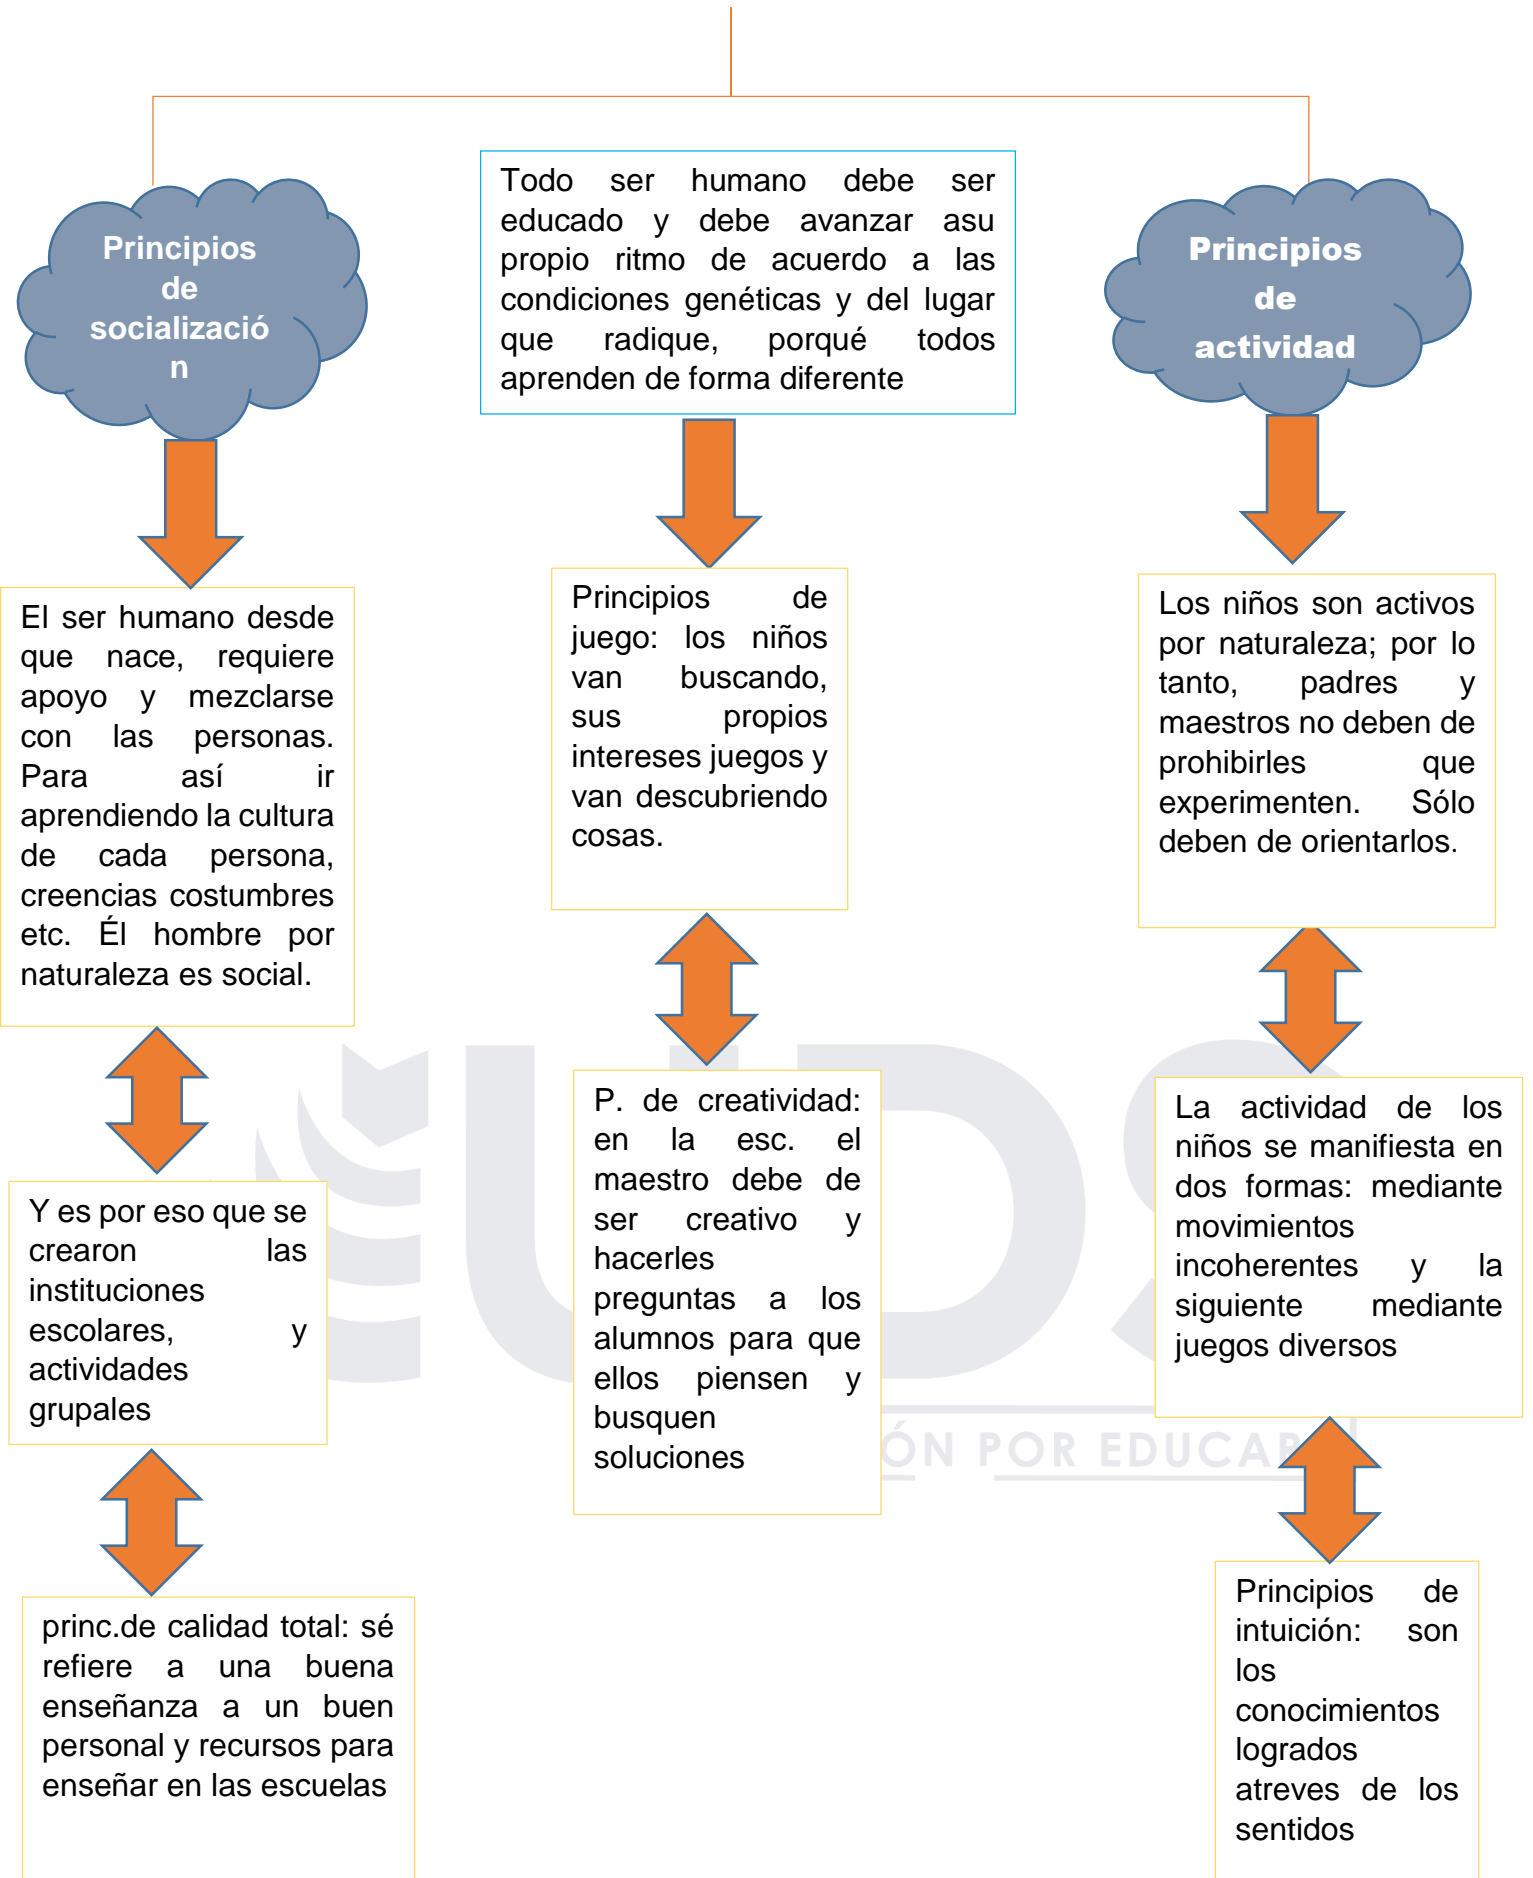 Principios
de
socializació
n
El ser humano desde
que nace, requiere
apoyo y mezclarse
con las personas.
Para así ir
aprendiendo la cultura
de cada persona,
creencias costumbres
etc. Él hombre por
naturaleza es social.
Y es por eso que se
crearon las
instituciones
escolares, y
actividades
grupales
princ.de calidad total: sé
refiere a una buena
enseñanza a un buen
personal y recursos para
enseñar en las escuelas
Todo ser humano debe ser
educado y debe avanzar asu
propio ritmo de acuerdo a las
condiciones genéticas y del lugar
que radique, porqué todos
aprenden de forma diferente
Principios de
juego: los niños
van buscando,
sus propios
intereses juegos y
van descubriendo
cosas.
P. de creatividad:
en la esc. el
maestro debe de
ser creativo y
hacerles
preguntas a los
alumnos para que
ellos piensen y
busquen
soluciones
Principios
de
actividad
Los niños son activos
por naturaleza; por lo
tanto, padres y
maestros no deben de
prohibirles que
experimenten. Sólo
deben de orientarlos.
La actividad de los
niños se manifiesta en
dos formas: mediante
movimientos
incoherentes y la
siguiente mediante
juegos diversos
Principios de
intuición: son
los
conocimientos
logrados
atreves de los
sentidos
UDS
POR